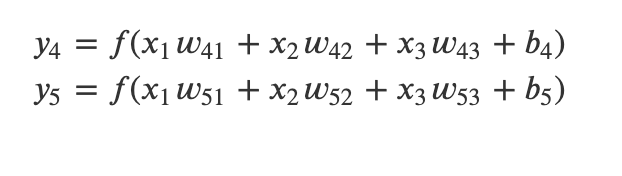 y₄ = f(x₁w₄₁ + x₂w₄₂ + x₃w₄₃ + b₄)
y₅ = f(x₁w₅₁ + x₂w₅₂ + x₃w₅₃ + b₅)